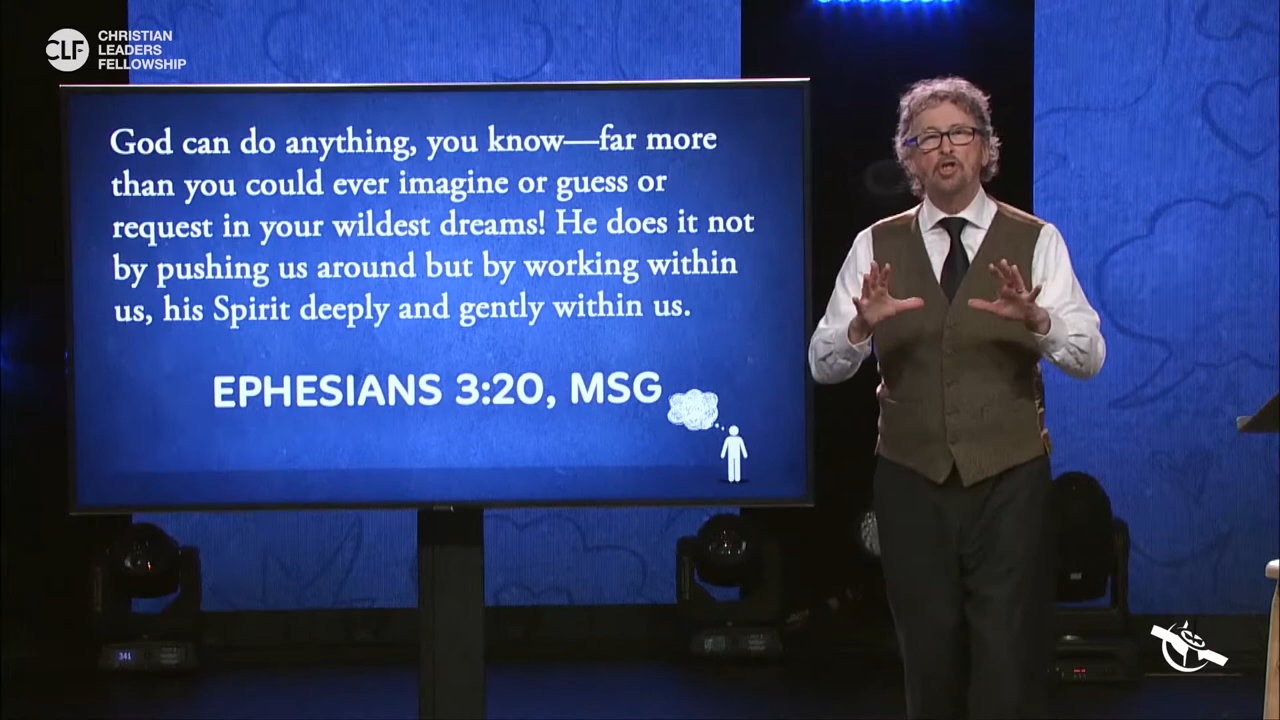 CLF
CHRISTIAN
LEADERS
FELLOWSHIP
God can do anything, you know—far more
than you could ever imagine or guess or
request in your wildest dreams! He does it not
by pushing us around but by working within
us, his Spirit deeply and gently within us.
EPHESIANS 3:20, MSG
341